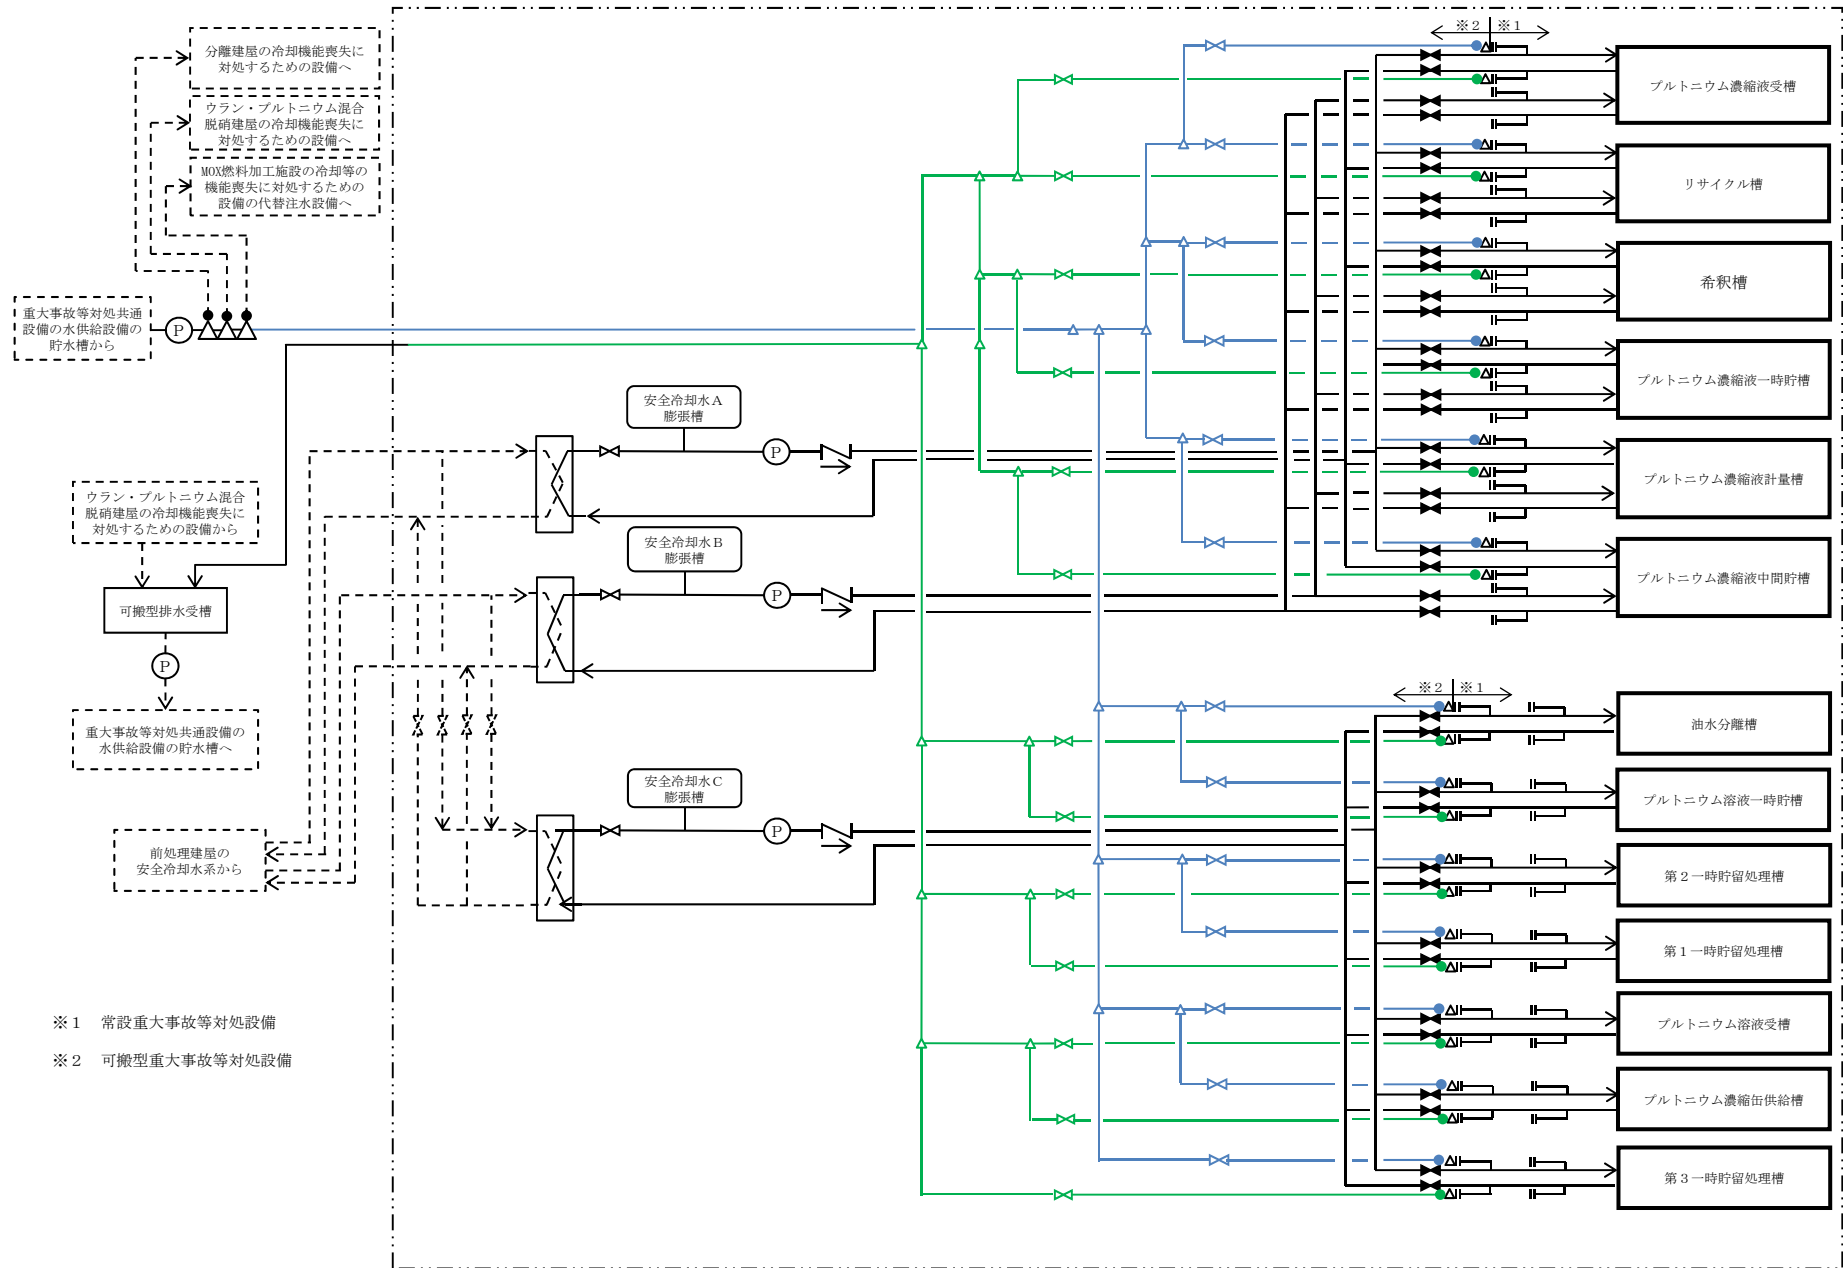 分離建屋の冷却機能喪失に
対処するための設備へ
ウラン・プルトニウム混合
脱硝建屋の冷却機能喪失に
対処するための設備へ
MOX燃料加工施設の冷却等の
機能喪失に対処するための
設備の代替注水設備へ
重大事故等対処共通
設備の水供給設備の
貯水槽から
P
ウラン・プルトニウム混合
脱硝建屋の冷却機能喪失に
対処するための設備から
可搬型排水受槽
P
重大事故等対処共通設備の
水供給設備の貯水槽へ
前処理建屋の
安全冷却水系から
※1 常設重大事故等対処設備
※2 可搬型重大事故等対処設備
安全冷却水A
膨張槽
P
安全冷却水B
膨張槽
P
安全冷却水C
膨張槽
P
※2 ※1
プルトニウム濃縮液受槽
リサイクル槽
希釈槽
プルトニウム濃縮液一時貯槽
プルトニウム濃縮液計量槽
プルトニウム濃縮液中間貯槽
※2 ※1
油水分離槽
プルトニウム溶液一時貯槽
第2一時貯留処理槽
第1一時貯留処理槽
プルトニウム溶液受槽
プルトニウム濃縮缶供給槽
第3一時貯留処理槽